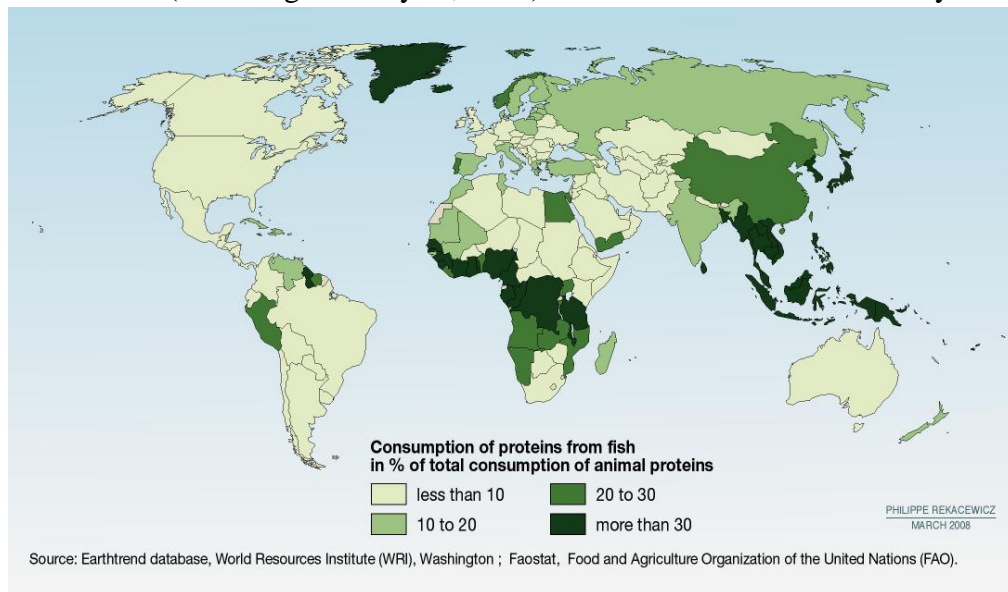 Consumption of proteins from fish
in % of total consumption of animal proteins
less than 10
20 to 30
10 to 20
more than 30
PHILIPPE REKACEWICZ
MARCH 2008
Source: Earthtrend database, World Resources Institute (WRI), Washington ; Faostat, Food and Agriculture Organization of the United Nations (FAO).